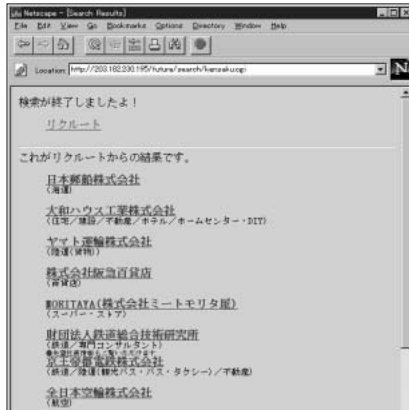 Netscape - [Search Results]
File Edit View Go Bookmarks Options Directory Window Help
Location: http://203.182.230.195/future/search/kensaku.cgi
N
検索が終了しましたよ！
リクルート
これがリクルートからの結果です。
日本郵船株式会社
(海運)
大和ハウス工業株式会社
(住宅／建設／不動産／ホテル／ホームセンター・DIY)
ヤマト運輸株式会社
(陸運(貨物))
株式会社阪急百貨店
(百貨店)
MORITAYA(株式会社ミートモリタ屋)
(スーパー・ストア)
財団法人鉄道総合技術研究所
(鉄道／専門コンサルタント)
京王帝都電鉄株式会社
(鉄道／陸運(観光バス・バス・タクシー)／不動産)
全日本空輸株式会社
(航空)